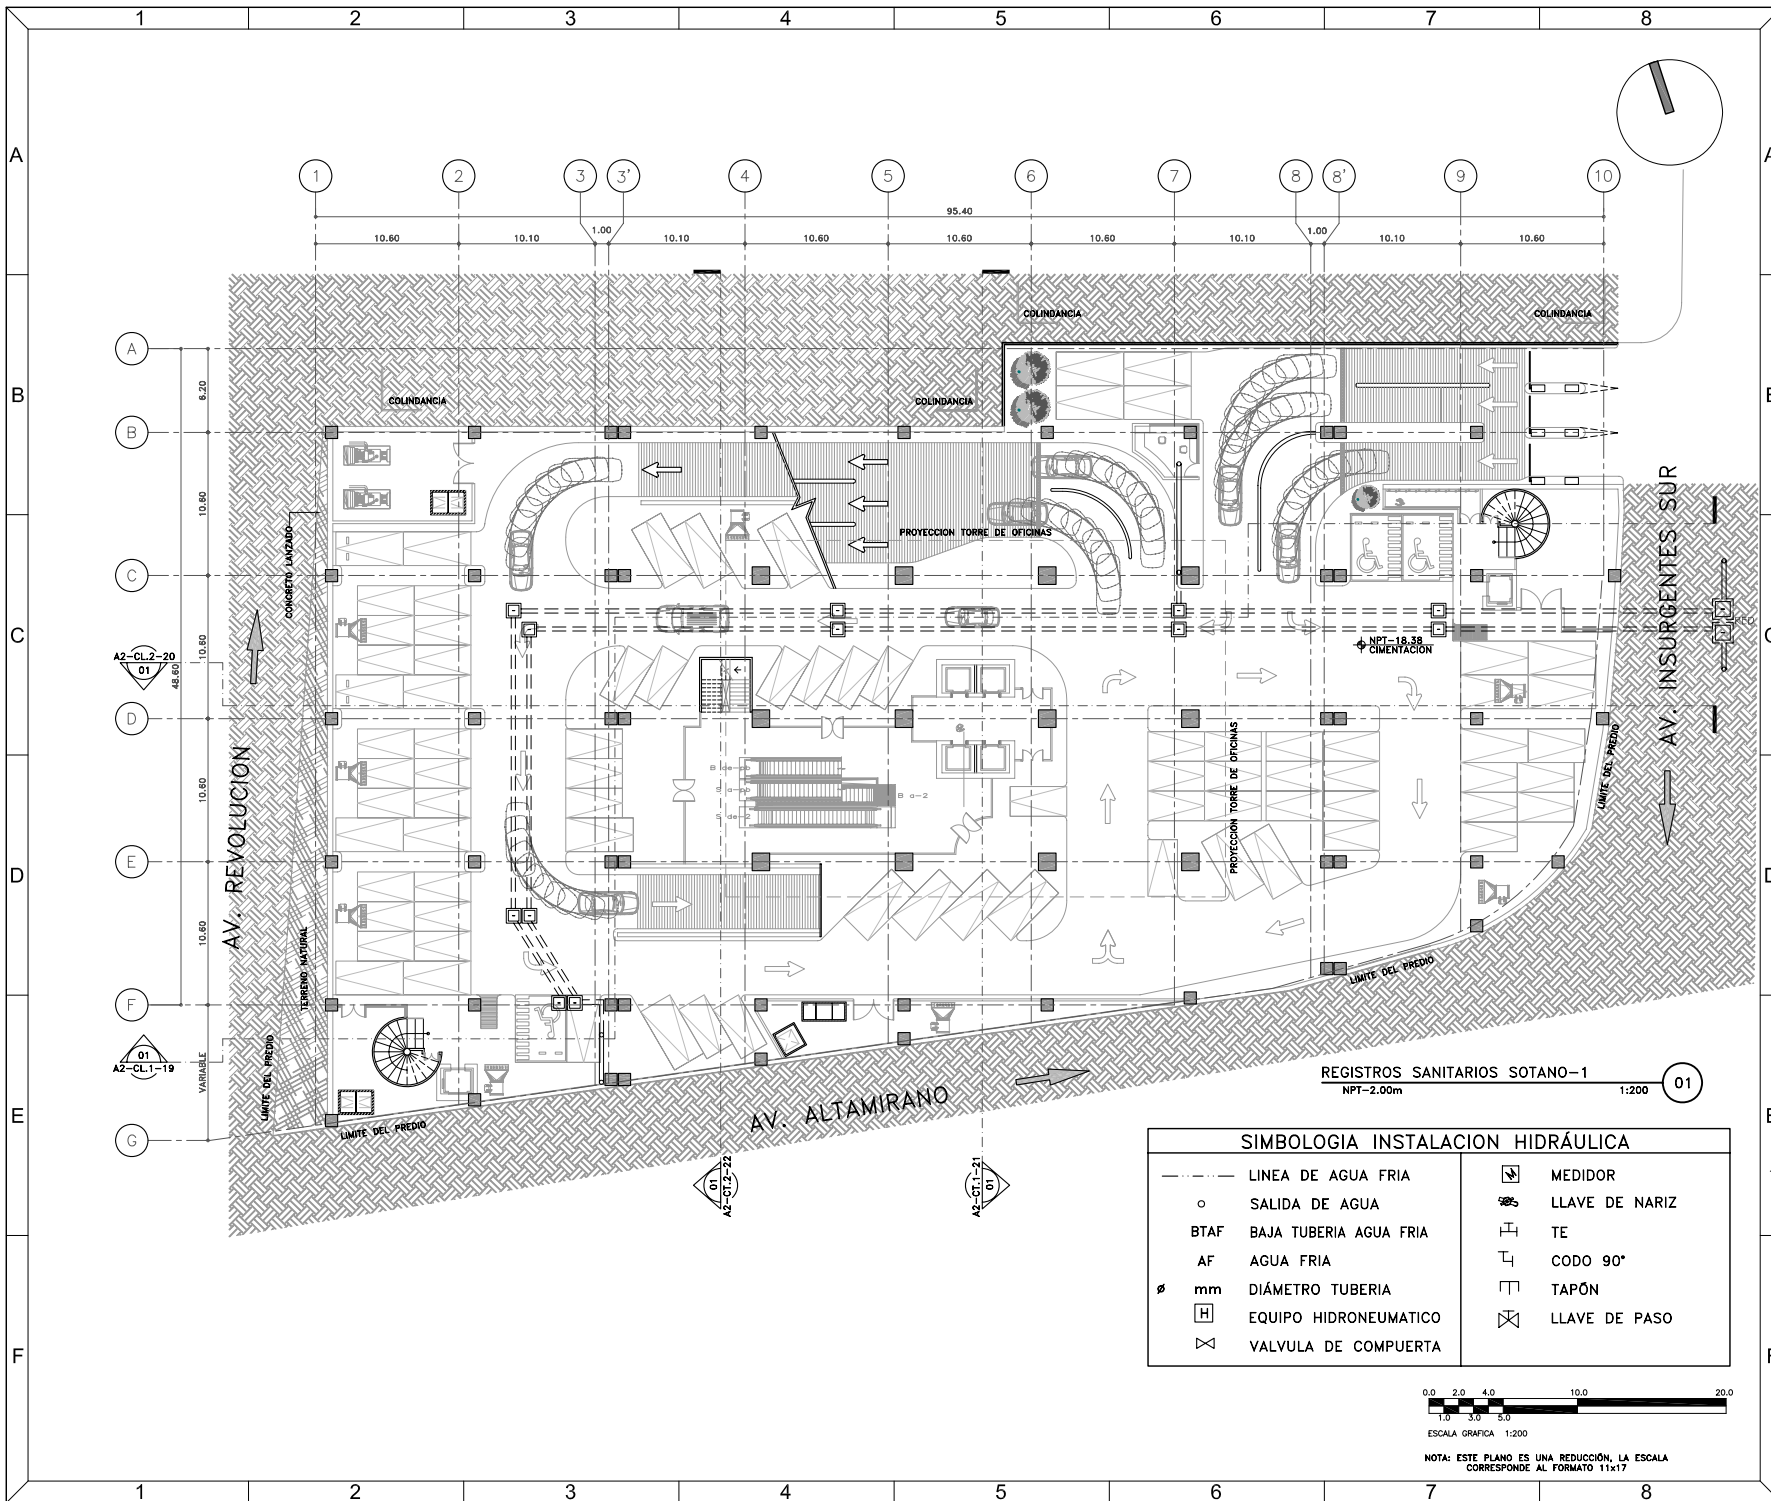 1 2 3 4 5 6 7 8
A
B
C
D
E
F
1 2 3 3' 4 5 6 7 8 8' 9 10
95.40
10.60 10.10 1.00 10.10 10.60 10.60 10.60 10.10 1.00 10.10 10.60
COLINDANCIA
COLINDANCIA
COLINDANCIA
COLINDANCIA
A
B
C
D
E
F
G
6.20
10.60
10.60
10.60
10.60
48.60
VARIABLE
CONCRETO LANZADO
PROYECCION TORRE DE OFICINAS
AV. INSURGENTES SUR
RED
NPT-18.38
CIMENTACION
A2-CL.2-20
01
AV. REVOLUCION
PROYECCION TORRE DE OFICINAS
LIMITE DEL PREDIO
B de-pb
S a-pb
S de-2
B a-2
TERRENO NATURAL
LIMITE DEL PREDIO
01
A2-CL.1-19
LIMITE DEL PREDIO
LIMITE DEL PREDIO
AV. ALTAMIRANO
01
A2-CT.2-22
A2-CT.1-21
01
REGISTROS SANITARIOS SOTANO-1
NPT-2.00m 1:200
01
SIMBOLOGIA INSTALACION HIDRÁULICA
LINEA DE AGUA FRIA
SALIDA DE AGUA
BTAF BAJA TUBERIA AGUA FRIA
AF AGUA FRIA
ø mm DIÁMETRO TUBERIA
H EQUIPO HIDRONEUMATICO
VALVULA DE COMPUERTA
M MEDIDOR
LLAVE DE NARIZ
TE
CODO 90°
TAPÓN
LLAVE DE PASO
0.0 2.0 4.0 10.0 20.0
1.0 3.0 5.0
ESCALA GRAFICA 1:200
NOTA: ESTE PLANO ES UNA REDUCCIÓN, LA ESCALA
CORRESPONDE AL FORMATO 11x17
1 2 3 4 5 6 7 8